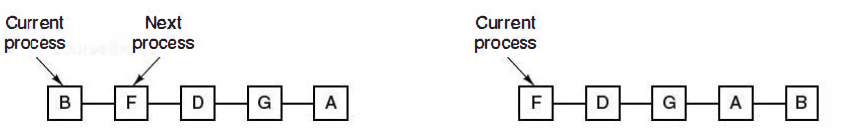 Current
process
Next
process
B F D G A
Current
process
F D G A B